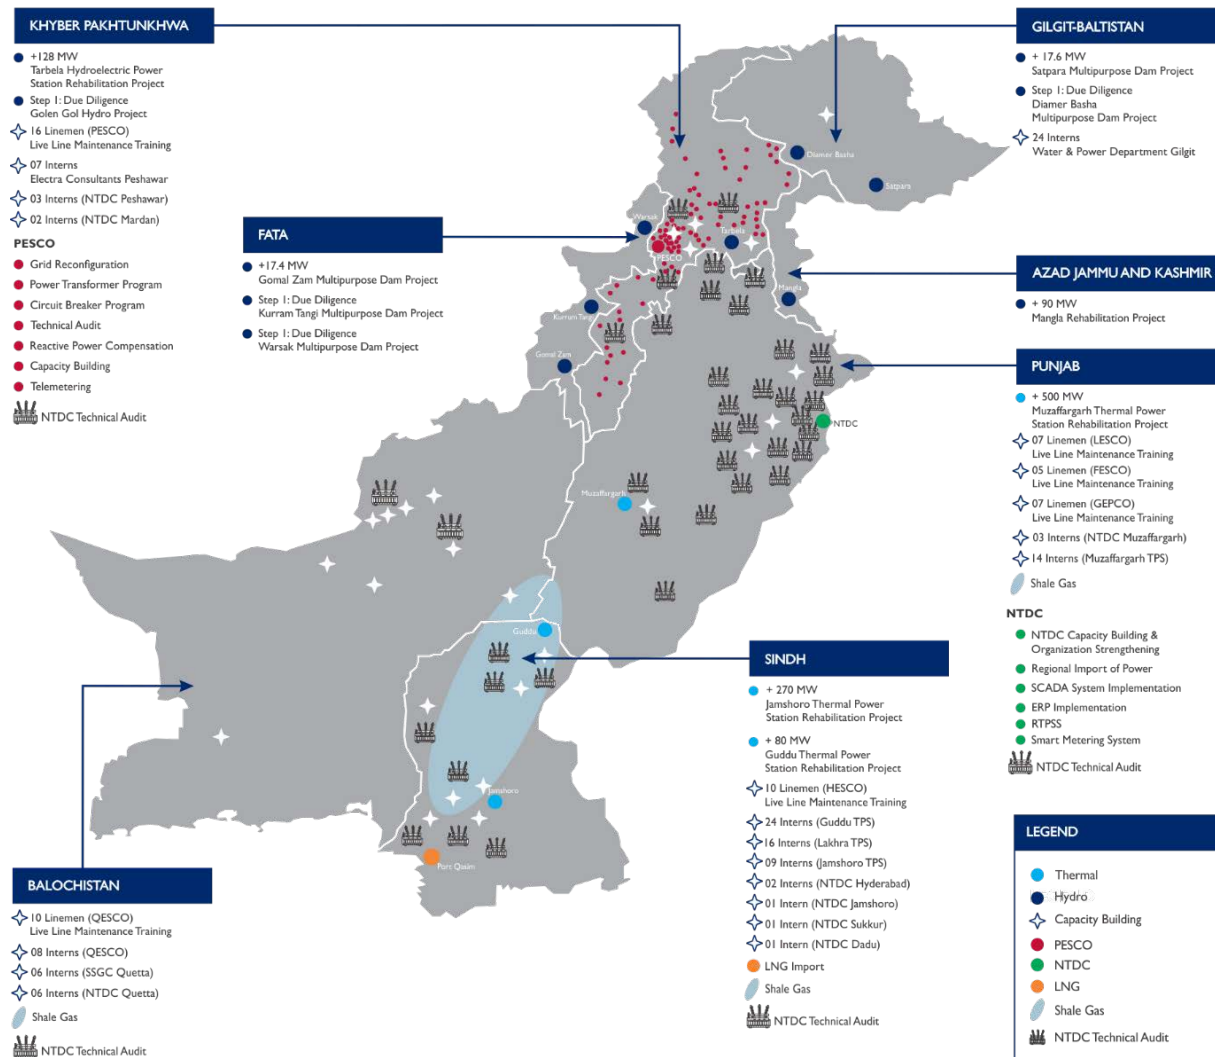 KHYBER PAKHTUNKHWA
+128 MW
Tarbela Hydroelectric Power
Station Rehabilitation Project
Step 1: Due Diligence
Golen Gol Hydro Project
16 Linemen (PESCO)
Live Line Maintenance Training
07 Interns
Electra Consultants Peshawar
03 Interns (NTDC Peshawar)
02 Interns (NTDC Mardan)
PESCO
Grid Reconfiguration
Power Transformer Program
Circuit Breaker Program
Technical Audit
Reactive Power Compensation
Capacity Building
Telemetering
NTDC Technical Audit
FATA
+17.4 MW
Gomal Zam Multipurpose Dam Project
Step 1: Due Diligence
Kurram Tangi Multipurpose Dam Project
Step 1: Due Diligence
Warsak Multipurpose Dam Project
GILGIT-BALTISTAN
+ 17.6 MW
Satpara Multipurpose Dam Project
Step 1: Due Diligence
Diamer Basha
Multipurpose Dam Project
24 Interns
Water & Power Department Gilgit
AZAD JAMMU AND KASHMIR
+ 90 MW
Mangla Rehabilitation Project
PUNJAB
+ 500 MW
Muzaffargarh Thermal Power
Station Rehabilitation Project
07 Linemen (LESCO)
Live Line Maintenance Training
05 Linemen (FESCO)
Live Line Maintenance Training
07 Linemen (GEPCO)
Live Line Maintenance Training
03 Interns (NTDC Muzaffargarh)
14 Interns (Muzaffargarh TPS)
Shale Gas
NTDC
NTDC Capacity Building &
Organization Strengthening
Regional Import of Power
SCADA System Implementation
ERP Implementation
RTPSS
Smart Metering System
NTDC Technical Audit
Diamer Basha
Satpara
Warsak
Tarbela
PESCO
Mangla
Kurram Tangi
Gomal Zam
NTDC
Muzaffargarh
Guddu
Jamshoro
Port Qasim
SINDH
+ 270 MW
Jamshoro Thermal Power
Station Rehabilitation Project
+ 80 MW
Guddu Thermal Power
Station Rehabilitation Project
10 Linemen (HESCO)
Live Line Maintenance Training
24 Interns (Guddu TPS)
16 Interns (Lakhra TPS)
09 Interns (Jamshoro TPS)
02 Interns (NTDC Hyderabad)
01 Intern (NTDC Jamshoro)
01 Intern (NTDC Sukkur)
01 Intern (NTDC Dadu)
LNG Import
Shale Gas
NTDC Technical Audit
BALOCHISTAN
10 Linemen (QESCO)
Live Line Maintenance Training
08 Interns (QESCO)
06 Interns (SSGC Quetta)
06 Interns (NTDC Quetta)
Shale Gas
NTDC Technical Audit
LEGEND
Thermal
Hydro
Capacity Building
PESCO
NTDC
LNG
Shale Gas
NTDC Technical Audit